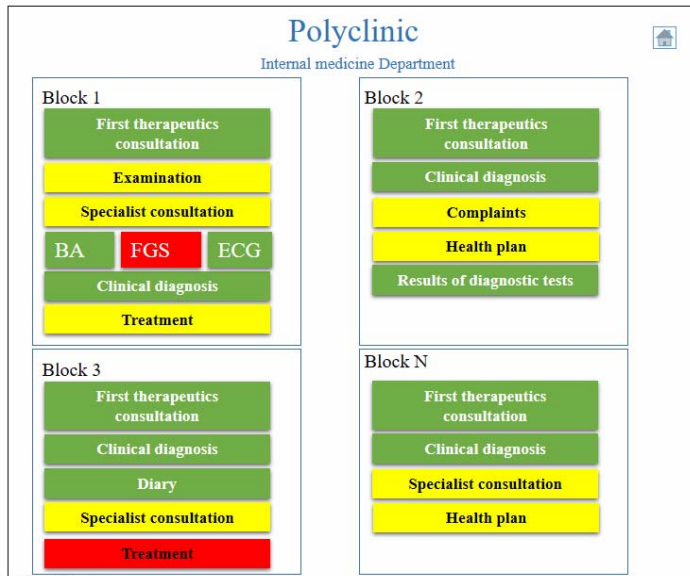 Polyclinic
Internal medicine Department
Block 1
First therapeutics
consultation
Examination
Specialist consultation
BA FGS ECG
Clinical diagnosis
Treatment
Block 2
First therapeutics
consultation
Clinical diagnosis
Complaints
Health plan
Results of diagnostic tests
Block 3
First therapeutics
consultation
Clinical diagnosis
Diary
Specialist consultation
Treatment
Block N
First therapeutics
consultation
Clinical diagnosis
Specialist consultation
Health plan